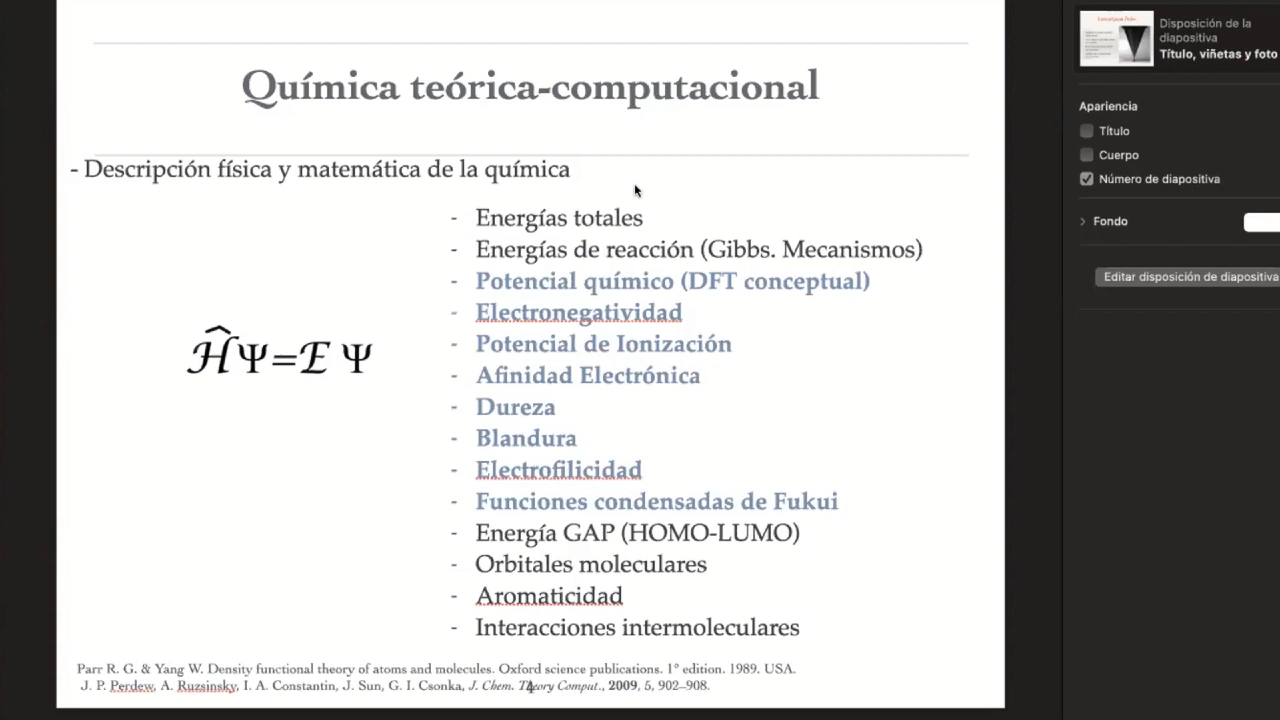 Química teórica-computacional
- Descripción física y matemática de la química
ĤΨ=E Ψ
- Energías totales
- Energías de reacción (Gibbs. Mecanismos)
- Potencial químico (DFT conceptual)
- Electronegatividad
- Potencial de Ionización
- Afinidad Electrónica
- Dureza
- Blandura
- Electrofilicidad
- Funciones condensadas de Fukui
- Energía GAP (HOMO-LUMO)
- Orbitales moleculares
- Aromaticidad
- Interacciones intermoleculares
Parr R. G. & Yang W. Density functional theory of atoms and molecules. Oxford science publications. 1° edition. 1989. USA.
J. P. Perdew, A. Ruzsinsky, I. A. Constantin, J. Sun, G. I. Csonka, J. Chem. Theory Comput., 2009, 5, 902–908.
4
Disposición de la
diapositiva
Título, viñetas y foto
Apariencia
Título
Cuerpo
Número de diapositiva
Fondo
Editar disposición de diapositiva